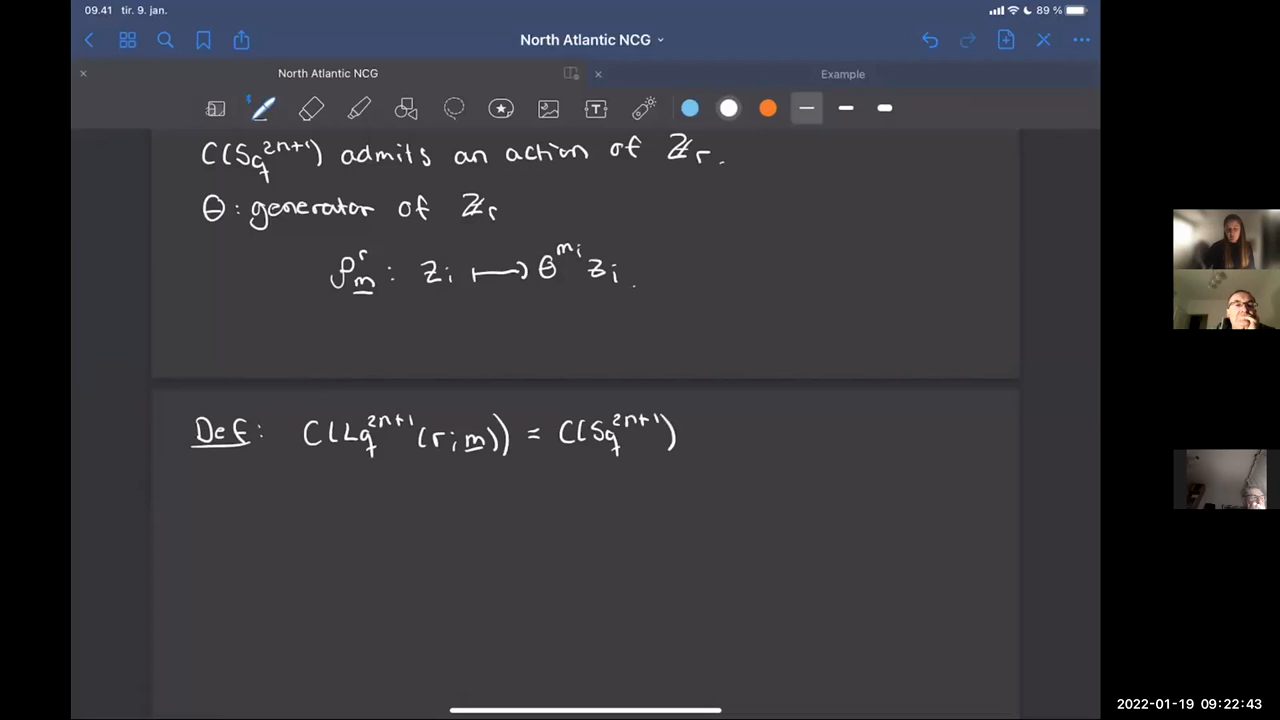 09.41 tir. 9. jan.
89 %
North Atlantic NCG
North Atlantic NCG
Example
C(S_q^{2n+1}) admits an action of ℤ_r.
θ: generator of ℤ_r
ρ_m^r: z_i ⟼ θ^{m_i} z_i.
Def: C(L_q^{2n+1}(r; m)) = C(S_q^{2n+1})
2022-01-19 09:22:43